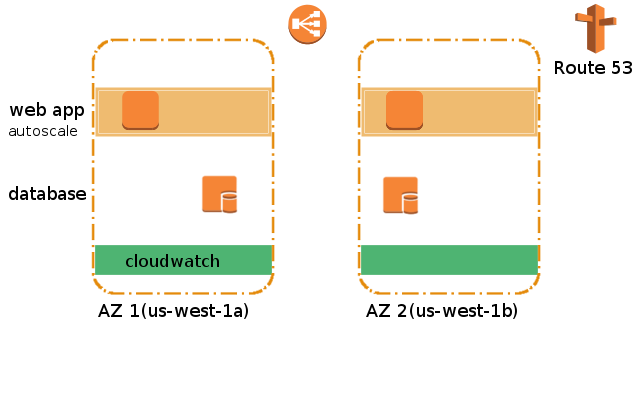 Route 53
web app
autoscale
database
cloudwatch
AZ 1(us-west-1a)
AZ 2(us-west-1b)